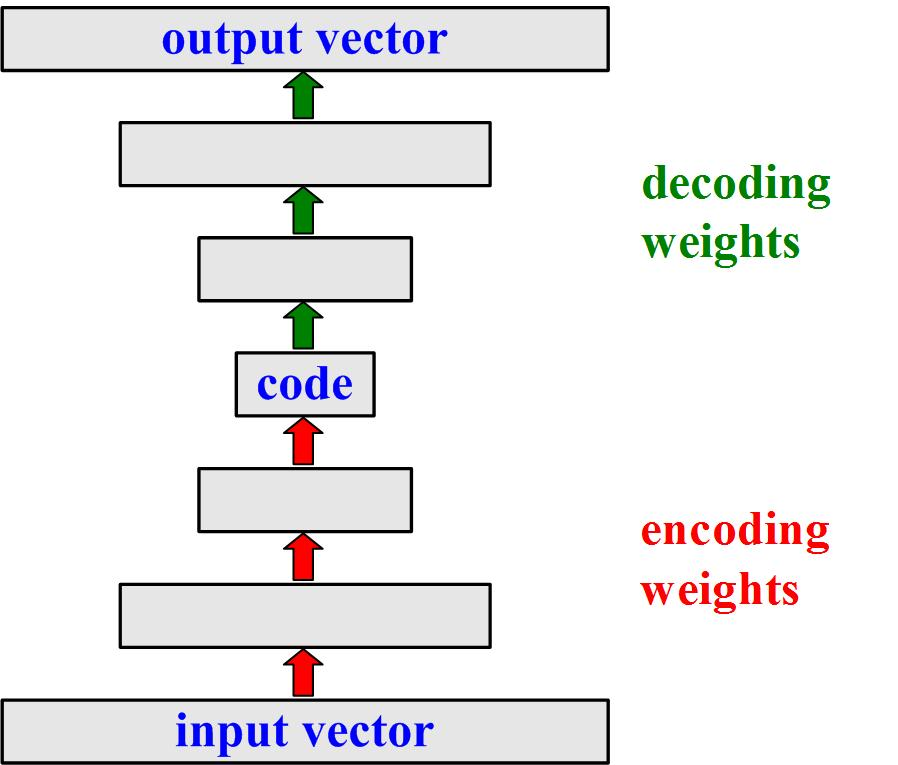 output vector
decoding
weights
code
encoding
weights
input vector